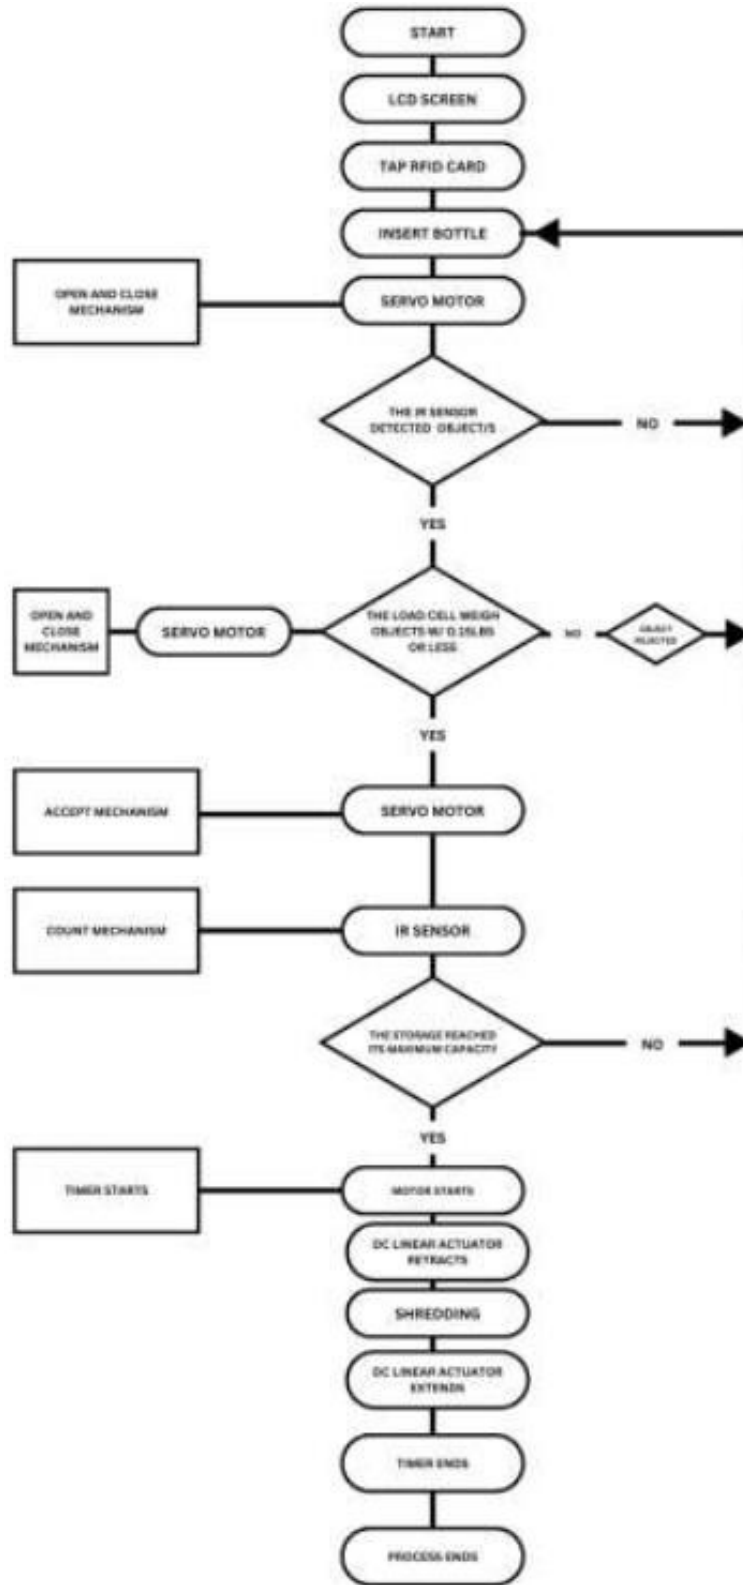 START
LCD SCREEN
TAP RFID CARD
INSERT BOTTLE
OPEN AND CLOSE
MECHANISM
SERVO MOTOR
THE IR SENSOR
DETECTED OBJECT/S
NO
YES
OPEN AND
CLOSE
MECHANISM
SERVO MOTOR
THE LOAD CELL WEIGH
OBJECTS W/ 0.25LBS
OR LESS
NO
OBJECT
REJECTED
YES
ACCEPT MECHANISM
SERVO MOTOR
COUNT MECHANISM
IR SENSOR
THE STORAGE REACHED
ITS MAXIMUM CAPACITY
NO
YES
TIMER STARTS
MOTOR STARTS
DC LINEAR ACTUATOR
RETRACTS
SHREDDING
DC LINEAR ACTUATOR
EXTENDS
TIMER ENDS
PROCESS ENDS